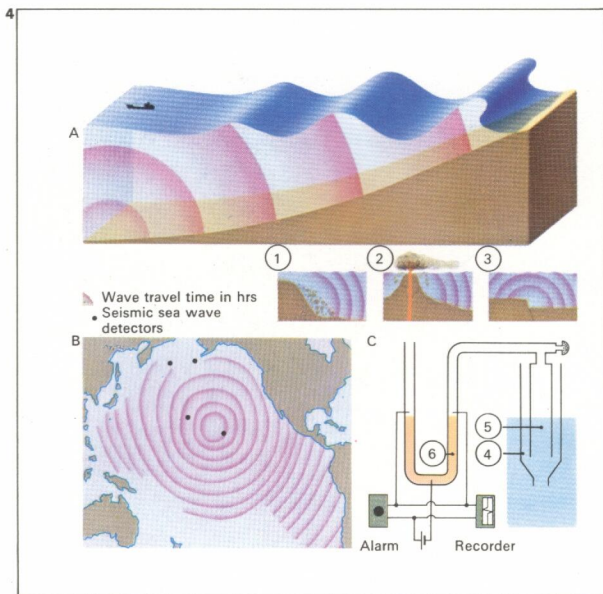 4
A
1
2
3
Wave travel time in hrs
Seismic sea wave
detectors
B
C
5
4
6
Alarm
Recorder